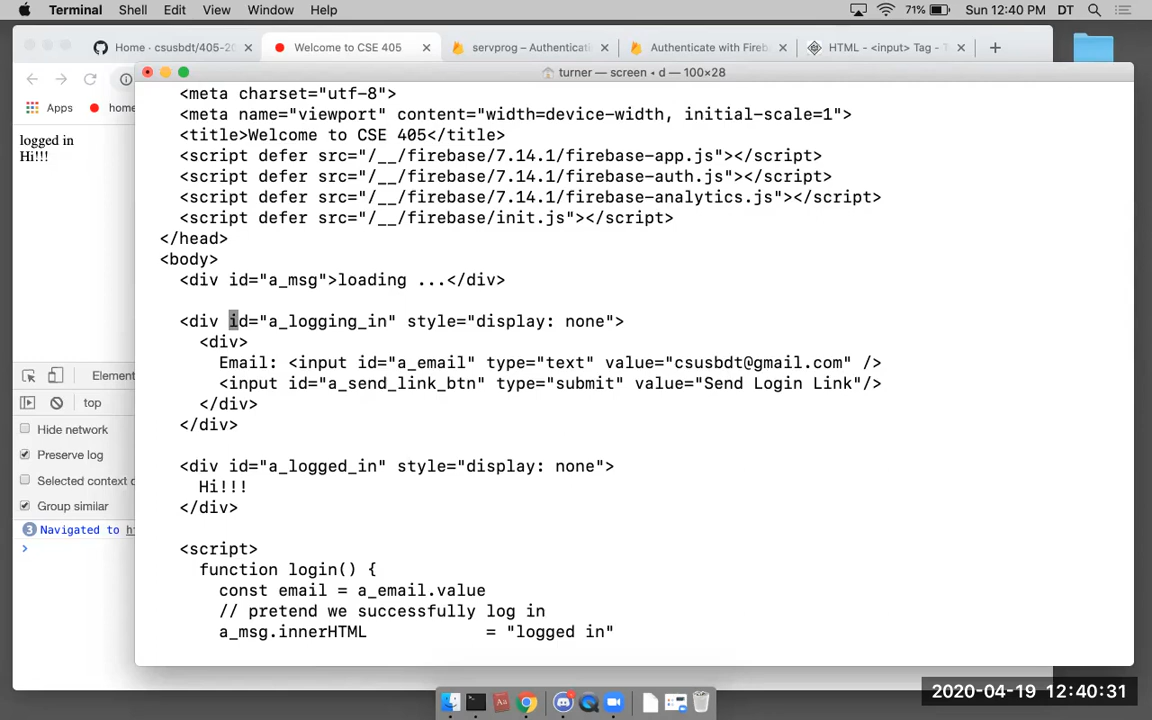 Terminal Shell Edit View Window Help 71% Sun 12:40 PM DT
Home · csusbdt/405-20 Welcome to CSE 405 servprog – Authenticati Authenticate with Fireb HTML - <input> Tag - T
turner — screen • d — 100×28
Apps home
logged in
Hi!!!
Element
top
Hide network
Preserve log
Selected context o
Group similar
3 Navigated to h
<meta charset="utf-8">
<meta name="viewport" content="width=device-width, initial-scale=1">
<title>Welcome to CSE 405</title>
<script defer src="/__/firebase/7.14.1/firebase-app.js"></script>
<script defer src="/__/firebase/7.14.1/firebase-auth.js"></script>
<script defer src="/__/firebase/7.14.1/firebase-analytics.js"></script>
<script defer src="/__/firebase/init.js"></script>
</head>
<body>
<div id="a_msg">loading ...</div>
<div id="a_logging_in" style="display: none">
<div>
Email: <input id="a_email" type="text" value="csusbdt@gmail.com" />
<input id="a_send_link_btn" type="submit" value="Send Login Link"/>
</div>
</div>
<div id="a_logged_in" style="display: none">
Hi!!!
</div>
<script>
function login() {
const email = a_email.value
// pretend we successfully log in
a_msg.innerHTML = "logged in"
2020-04-19 12:40:31